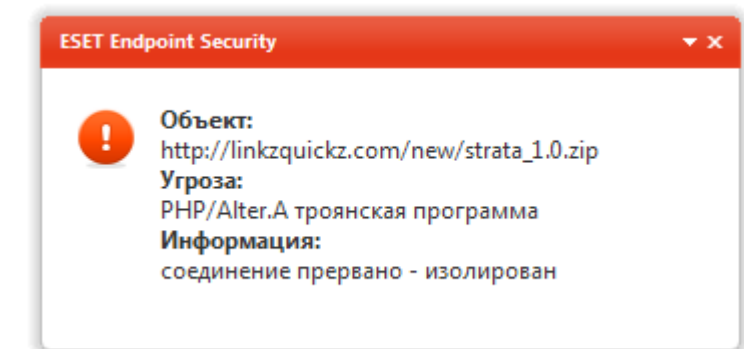 ESET Endpoint Security
Объект:
http://linkzquickz.com/new/strata_1.0.zip
Угроза:
PHP/Alter.A троянская программа
Информация:
соединение прервано - изолирован